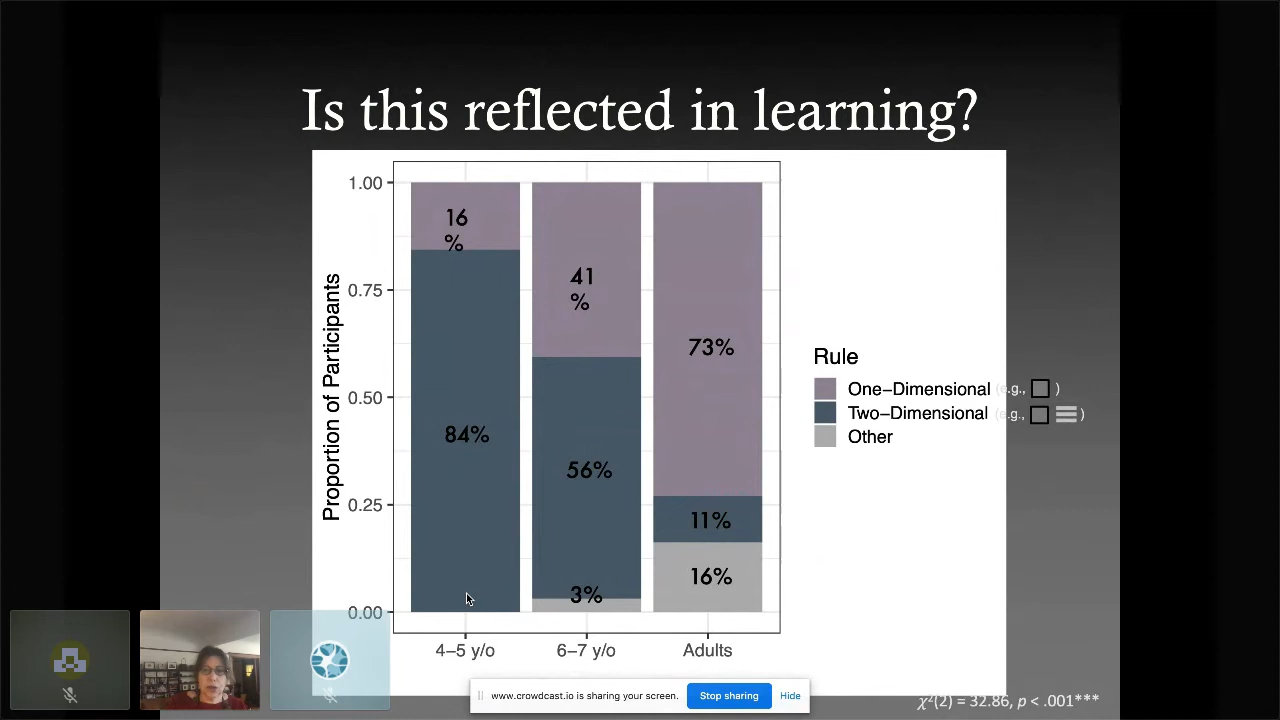 Is this reflected in learning?
Proportion of Participants
1.00
0.75
0.50
0.25
0.00
16
%
84%
41
%
56%
3%
73%
11%
16%
4–5 y/o
6–7 y/o
Adults
Rule
One−Dimensional (e.g., )
Two−Dimensional (e.g., )
Other
www.crowdcast.io is sharing your screen.
Stop sharing
Hide
χ²(2) = 32.86, p < .001***